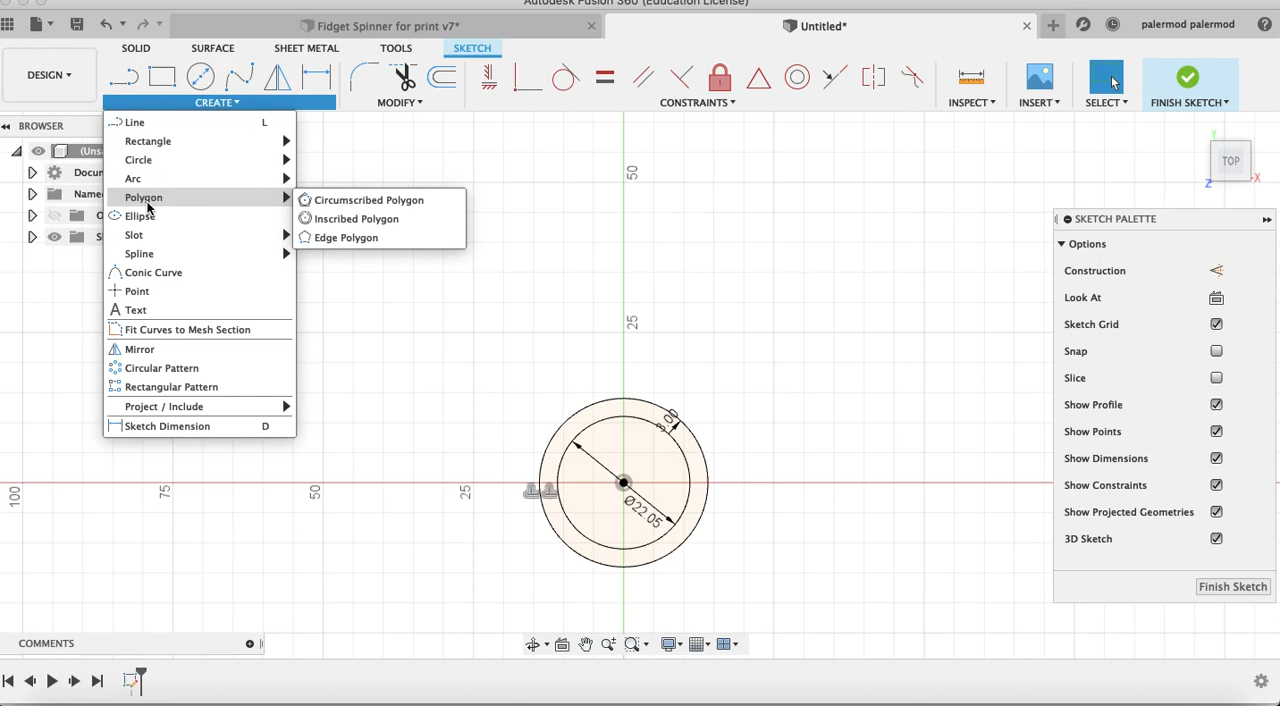 Autodesk Fusion 360 (Education License)
Fidget Spinner for print v7*
Untitled*
palermod palermod
SOLID SURFACE SHEET METAL TOOLS SKETCH
DESIGN ▾
CREATE ▾ MODIFY ▾ CONSTRAINTS ▾ INSPECT ▾ INSERT ▾ SELECT ▾ FINISH SKETCH ▾
BROWSER
(Uns
Docu
Name
O
S
Line L
Rectangle
Circle
Arc
Polygon
Ellipse
Slot
Spline
Conic Curve
Point
Text
Fit Curves to Mesh Section
Mirror
Circular Pattern
Rectangular Pattern
Project / Include
Sketch Dimension D
Circumscribed Polygon
Inscribed Polygon
Edge Polygon
50
25
100
75
50
25
3.00
Ø22.05
TOP
Y
X
Z
SKETCH PALETTE
Options
Construction
Look At
Sketch Grid
Snap
Slice
Show Profile
Show Points
Show Dimensions
Show Constraints
Show Projected Geometries
3D Sketch
Finish Sketch
COMMENTS